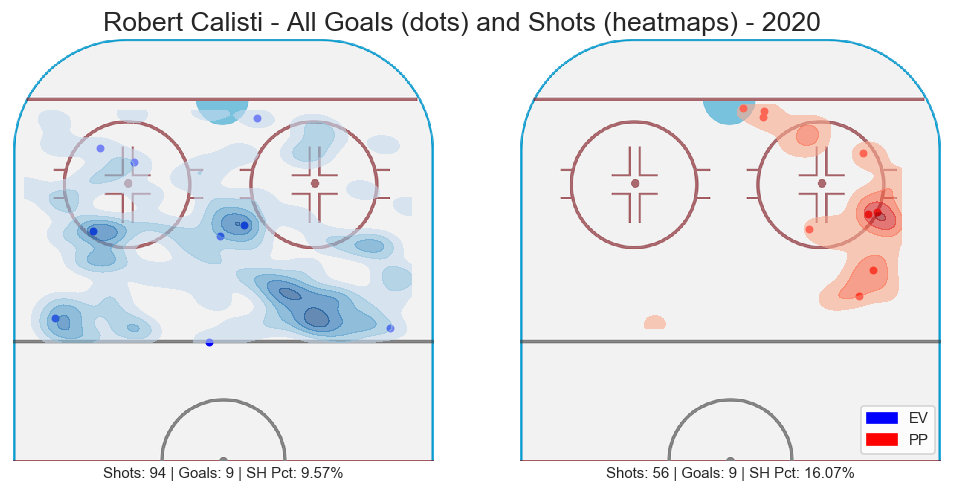 Robert Calisti - All Goals (dots) and Shots (heatmaps) - 2020
EV
PP
Shots: 94 | Goals: 9 | SH Pct: 9.57%
Shots: 56 | Goals: 9 | SH Pct: 16.07%